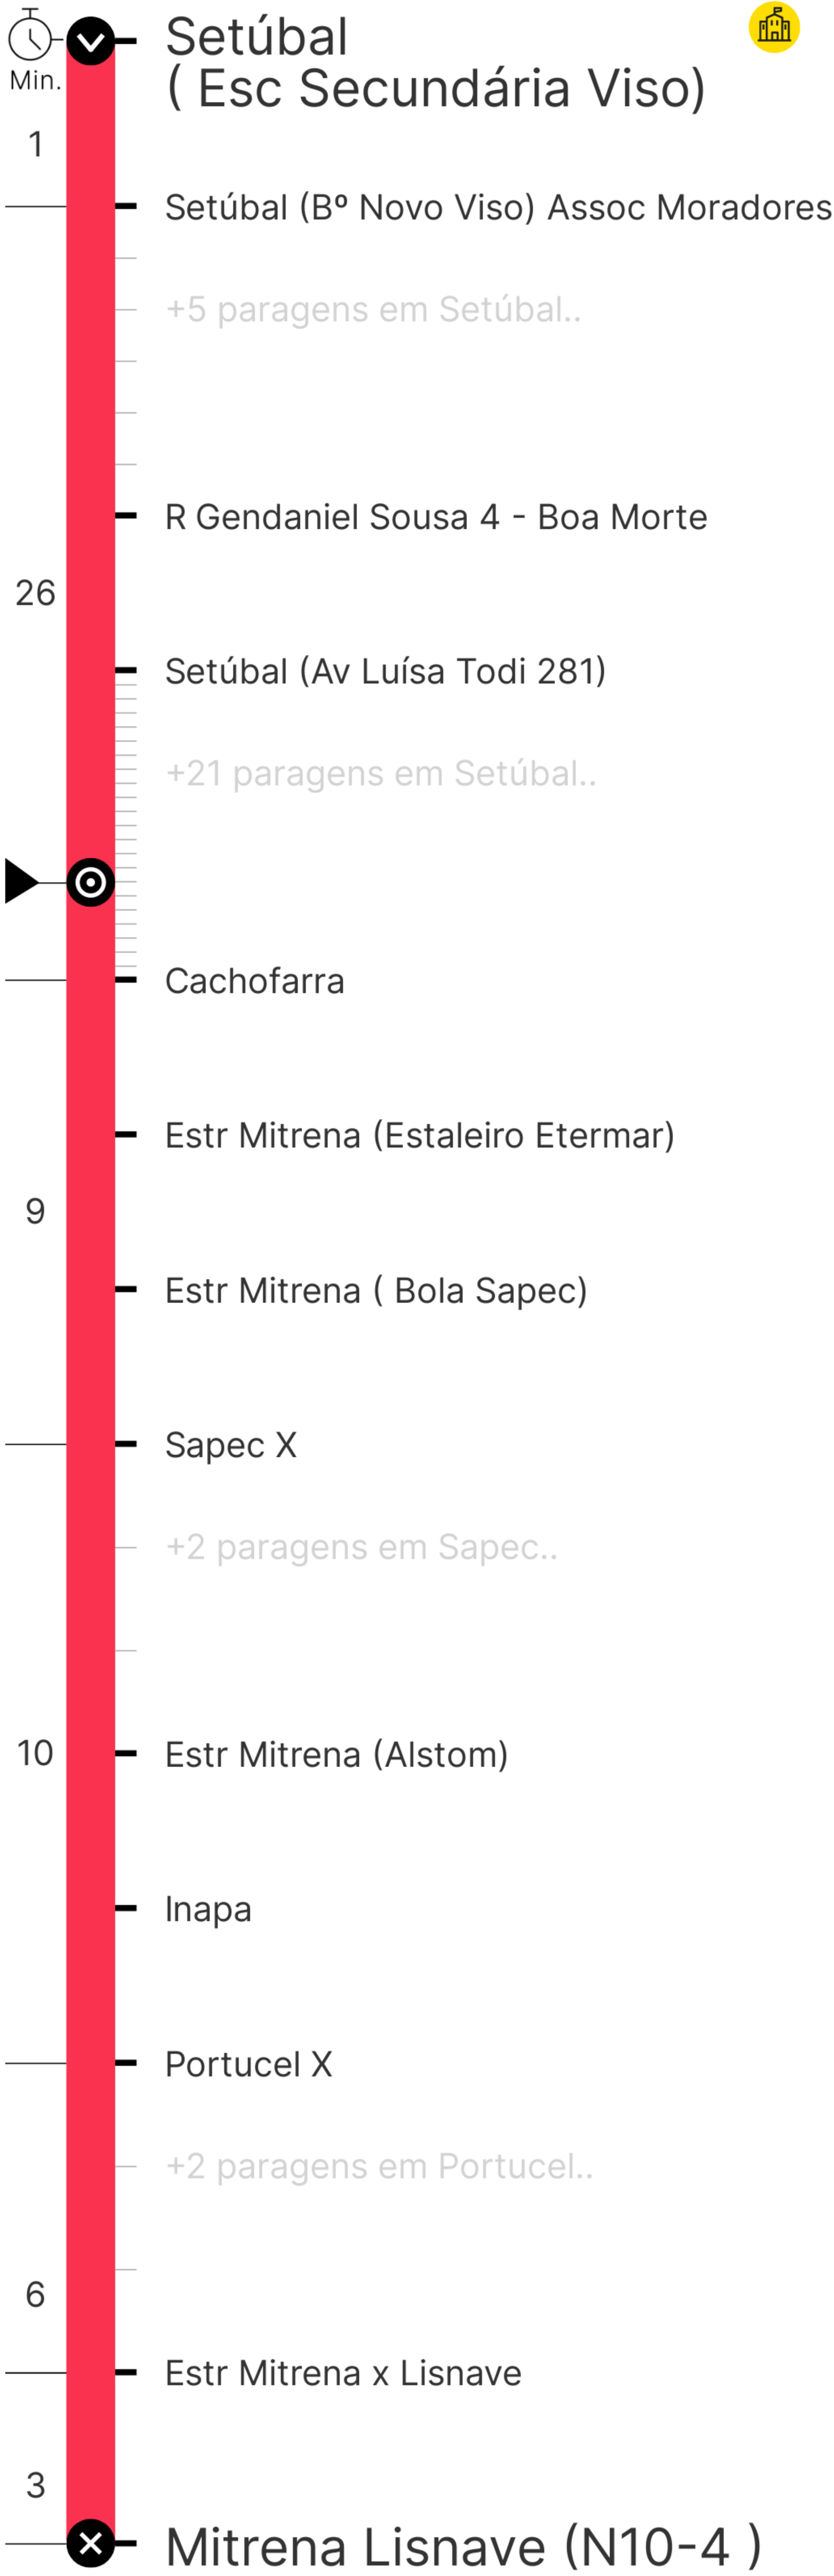 Setúbal
( Esc Secundária Viso)
Min.
1
Setúbal (Bº Novo Viso) Assoc Moradores
+5 paragens em Setúbal..
R Gendaniel Sousa 4 - Boa Morte
26
Setúbal (Av Luísa Todi 281)
+21 paragens em Setúbal..
Cachofarra
Estr Mitrena (Estaleiro Etermar)
9
Estr Mitrena ( Bola Sapec)
Sapec X
+2 paragens em Sapec..
10
Estr Mitrena (Alstom)
Inapa
Portucel X
+2 paragens em Portucel..
6
Estr Mitrena x Lisnave
3
Mitrena Lisnave (N10-4 )